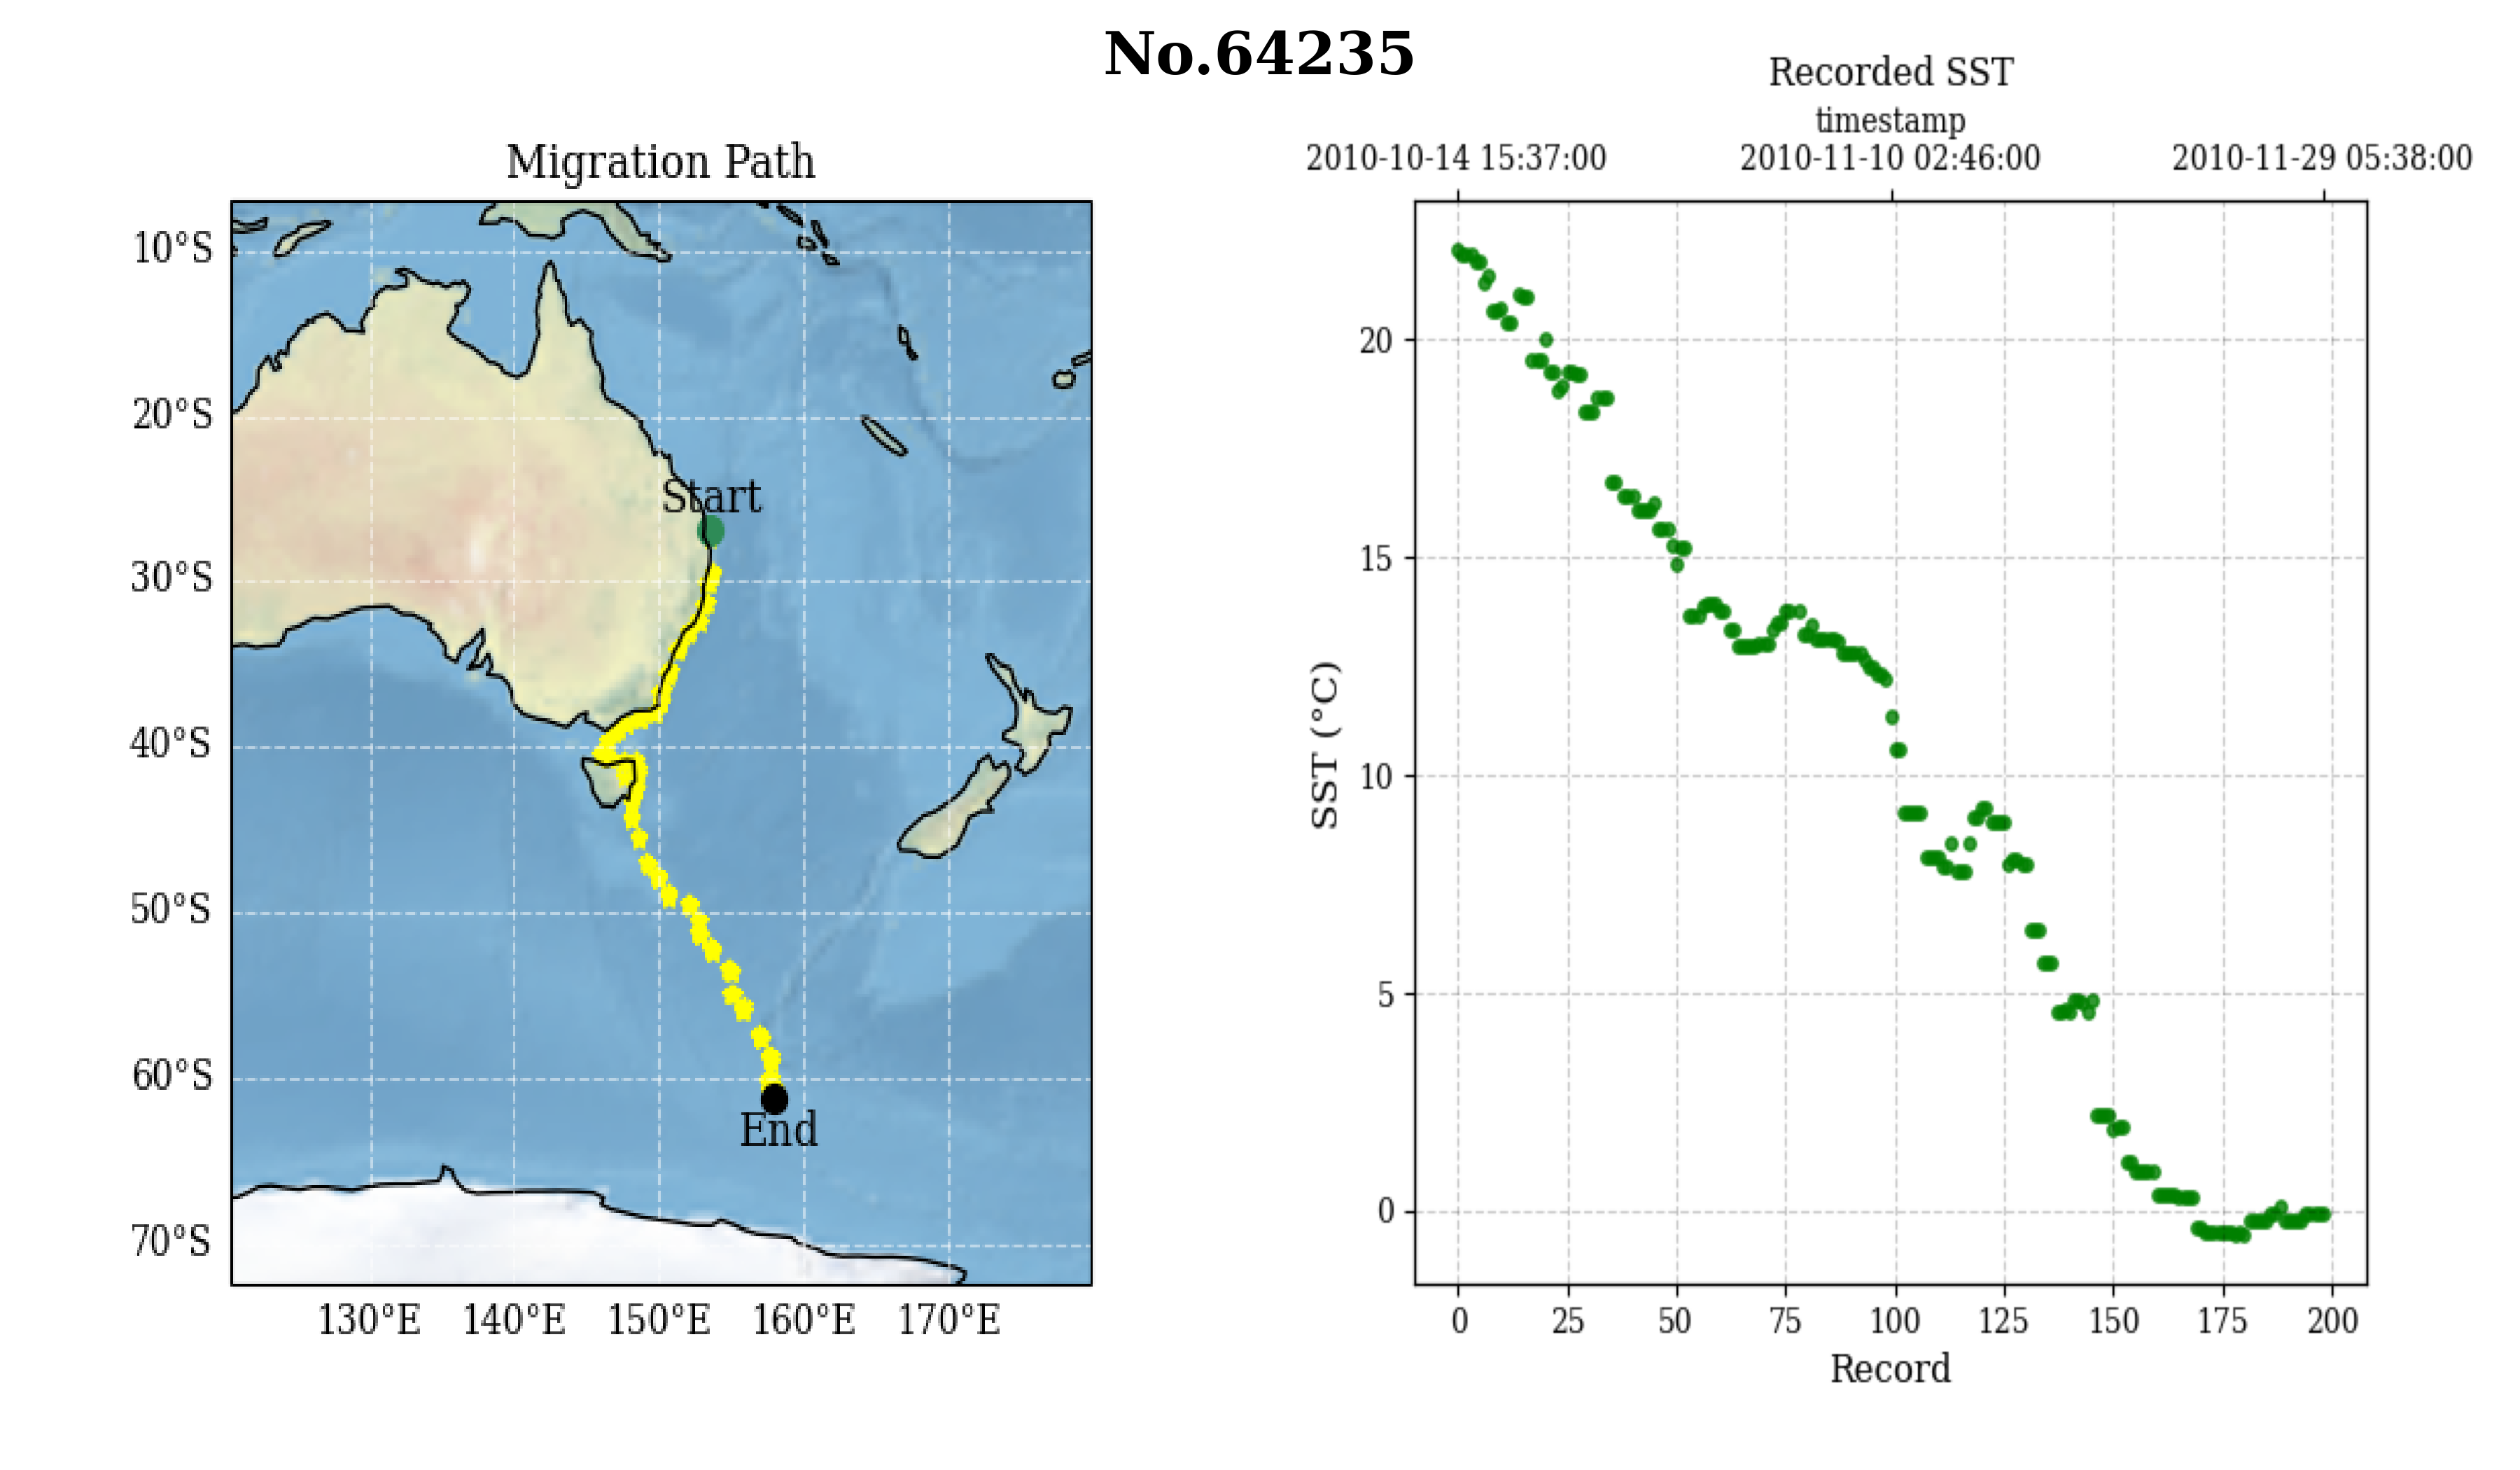 No.64235
Migration Path
10°S
20°S
30°S
40°S
50°S
60°S
70°S
Start
End
130°E 140°E 150°E 160°E 170°E
Recorded SST
timestamp
2010-10-14 15:37:00 2010-11-10 02:46:00 2010-11-29 05:38:00
SST (°C)
20
15
10
5
0
0 25 50 75 100 125 150 175 200
Record